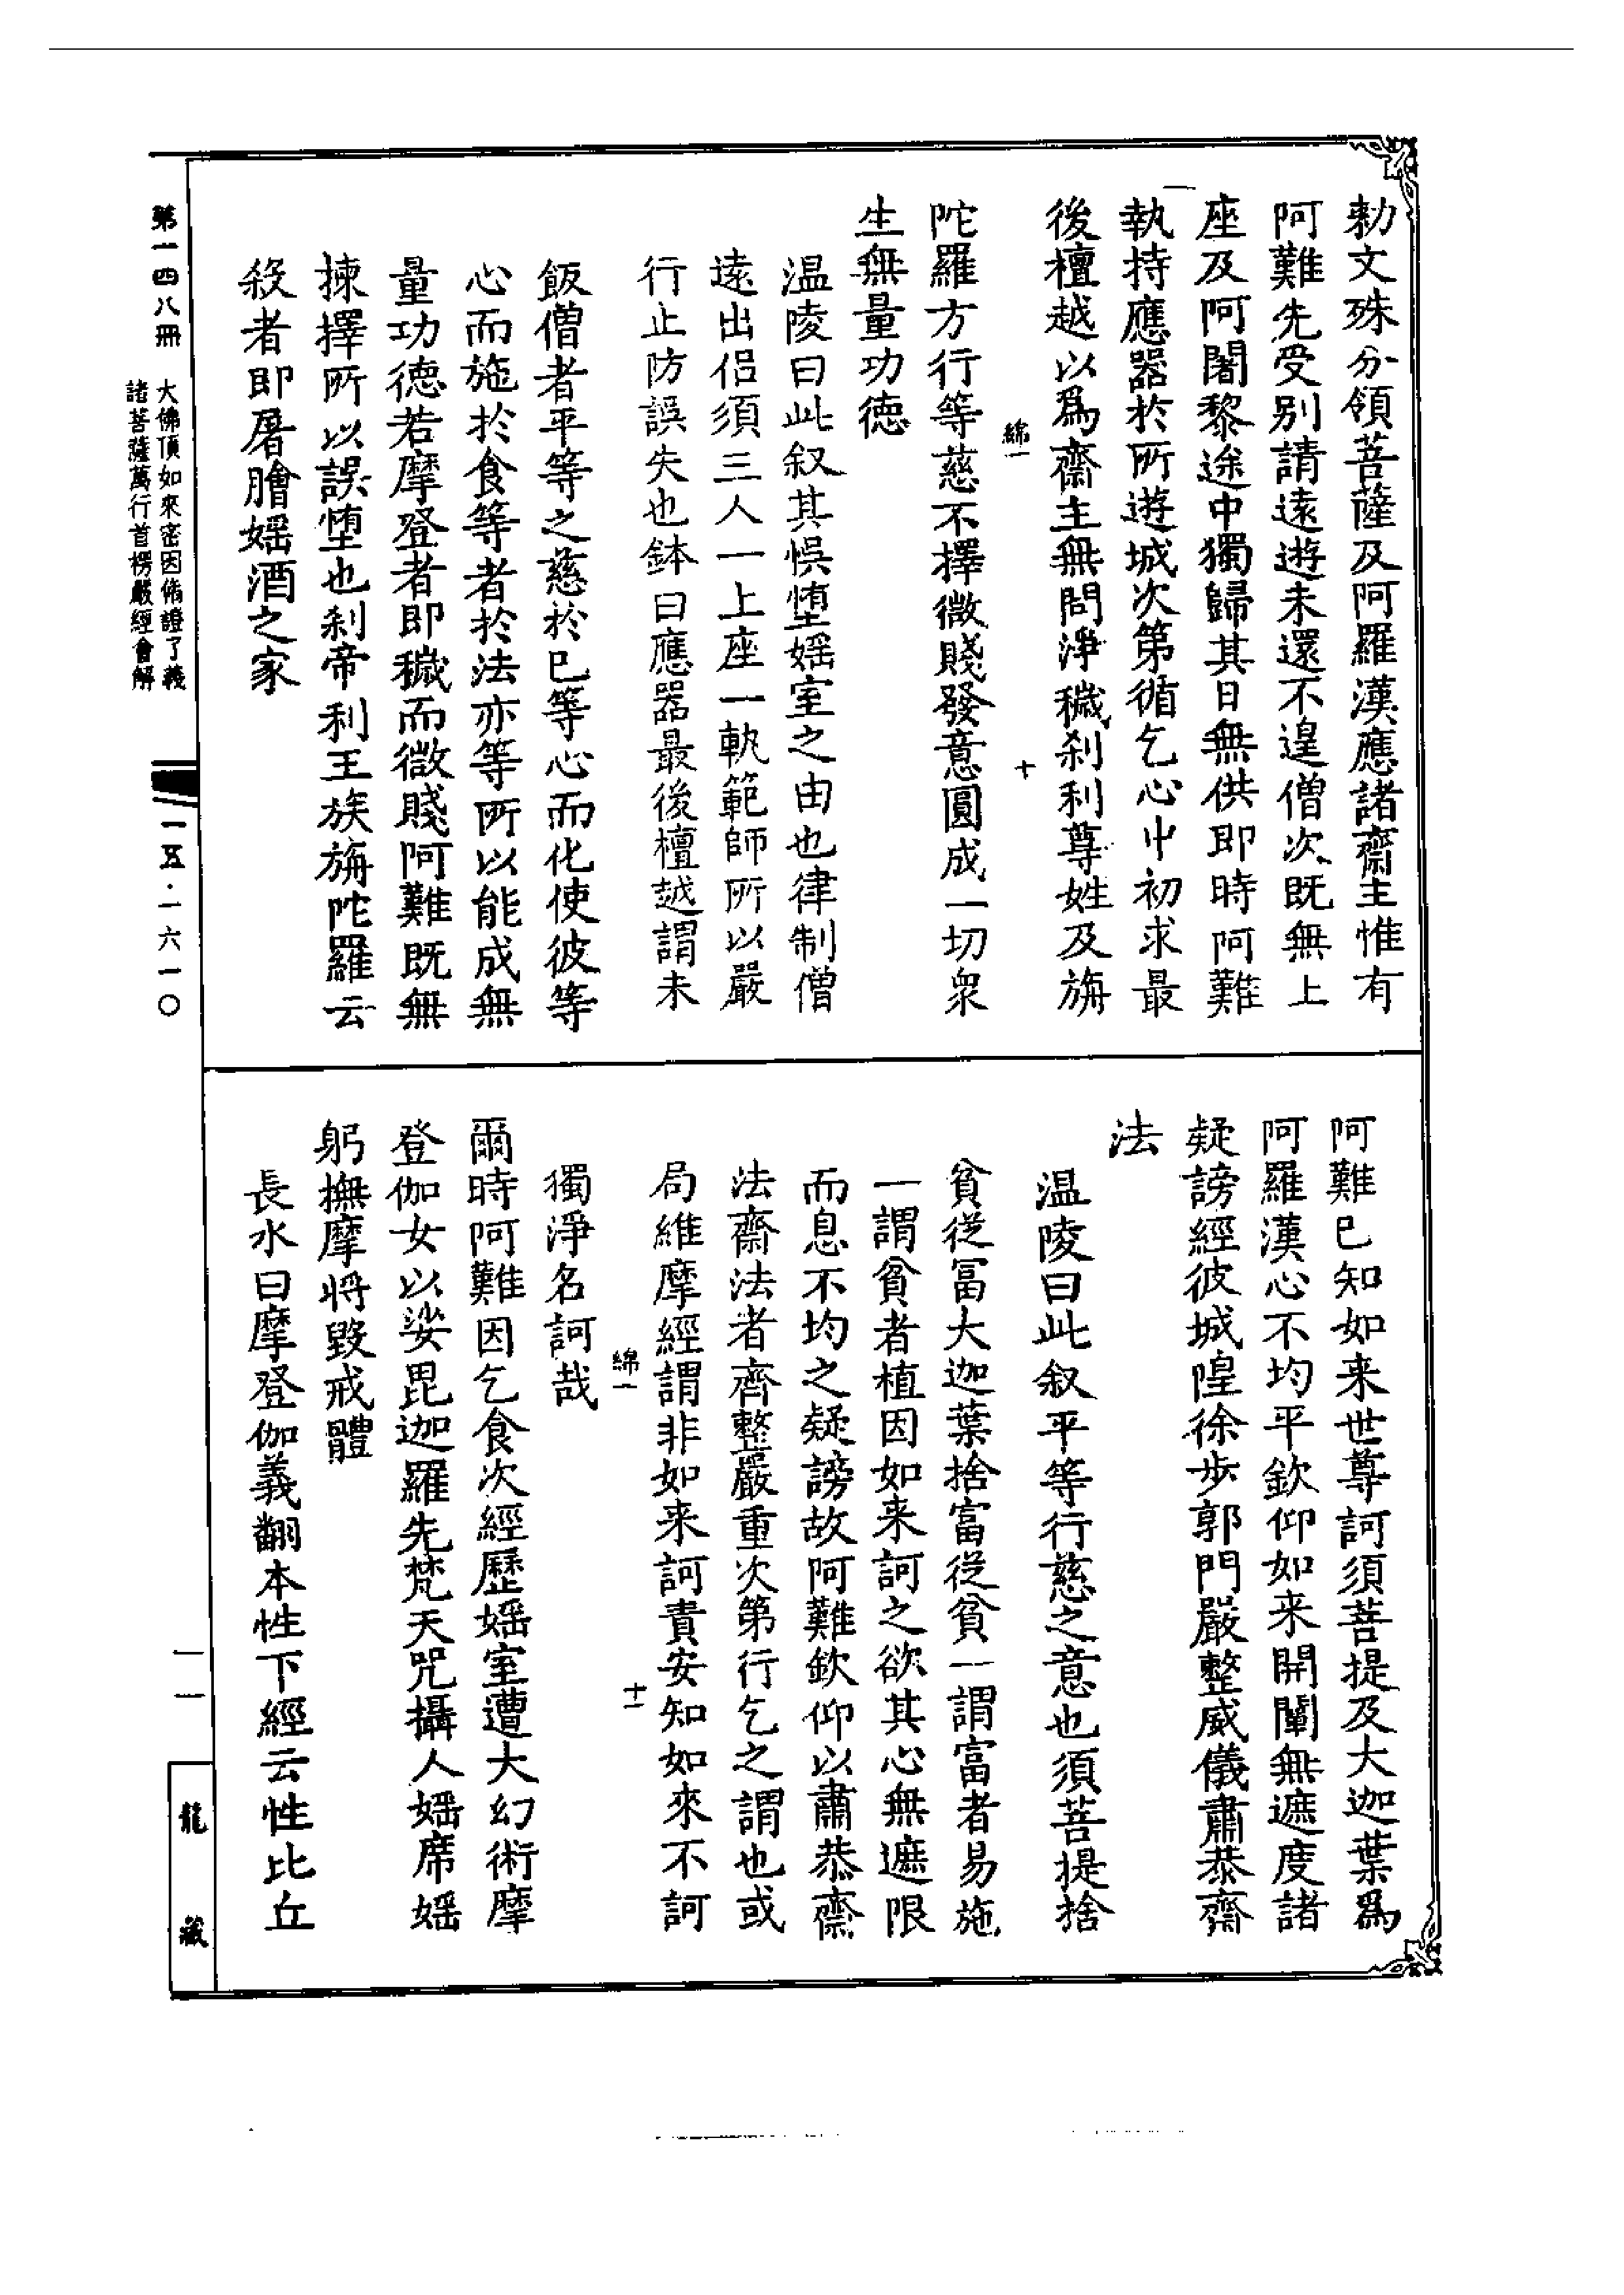 勅文殊分領菩薩及阿羅漢應諸齋主惟有
阿難先受别請遠遊未還不遑僧次既無上
座及阿闍黎途中獨歸其日無供即時阿難
執持應器於所遊城次第循乞心中初求最
後檀越以爲齋主無問淨穢刹利尊姓及旃
綿一 十
陀羅方行等慈不擇微賤發意圓成一切衆
生無量功德
温陵曰此叙其悞堕婬室之由也律制僧
遠出侣須三人一上座一軌範師所以嚴
行止防誤失也鉢曰應器最後檀越謂未
飯僧者平等之慈於已等心而化使彼等
心而施於食等者於法亦等所以能成無
量功德若摩登者即穢而微賤阿難既無
揀擇所以誤堕也刹帝利王族旃陀羅云
殺者即屠膾婬酒之家
阿難已知如来世尊訶須菩提及大迦葉爲
阿羅漢心不均平欽仰如来開闡無遮度諸
疑謗經彼城隍徐步郭門嚴整威儀肅恭齋
法
温陵曰此叙平等行慈之意也須菩提捨
貧從冨大迦葉捨富從貧一謂富者易施
一謂貧者植因如来訶之欲其心無遮限
而息不均之疑謗故阿難欽仰以肅恭齋
法齋法者齊整嚴重次第行乞之謂也或
局維摩經謂非如来訶責安知如來不訶
綿一 十一
獨淨名訶哉
爾時阿難因乞食次經歷婬室遭大幻術摩
登伽女以娑毘迦羅先梵天咒攝人婬席婬
躬撫摩将毀戒體
長水曰摩登伽義翻本性下經云性比丘
第一四八冊
大佛頂如來密因脩證了義
諸菩薩萬行首楞嚴經會解
一五·一六一〇
一一
龍藏